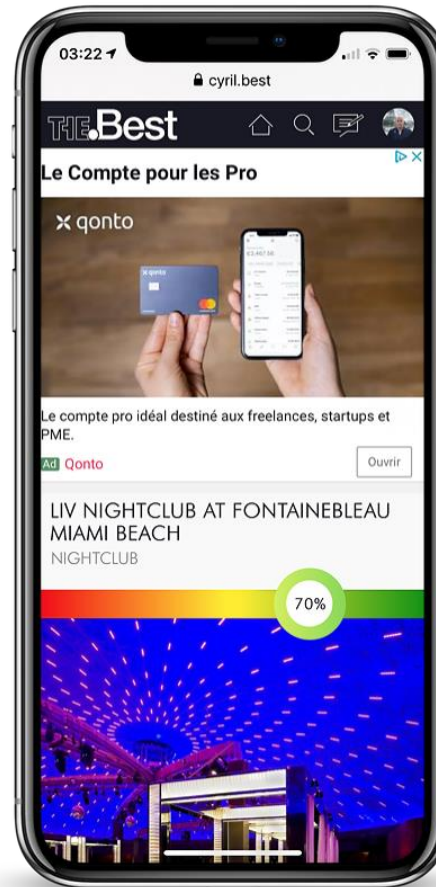 03:22
cyril.best
THE.Best
Le Compte pour les Pro
qonto
qonto
Le compte pro idéal destiné aux freelances, startups et
PME.
Ad Qonto
Ouvrir
LIV NIGHTCLUB AT FONTAINEBLEAU
MIAMI BEACH
NIGHTCLUB
70%